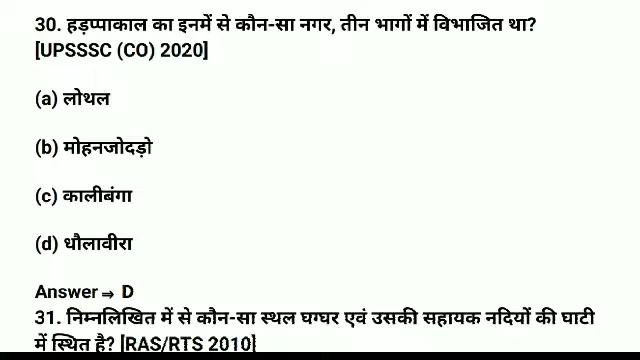 30. हड़प्पाकाल का इनमें से कौन-सा नगर, तीन भागों में विभाजित था?
[UPSSSC (CO) 2020]
(a) लोथल
(b) मोहनजोदड़ो
(c) कालीबंगा
(d) धौलावीरा
Answer⇒ D
31. निम्नलिखित में से कौन-सा स्थल घग्घर एवं उसकी सहायक नदियों की घाटी
में स्थित है? [RAS/RTS 2010]